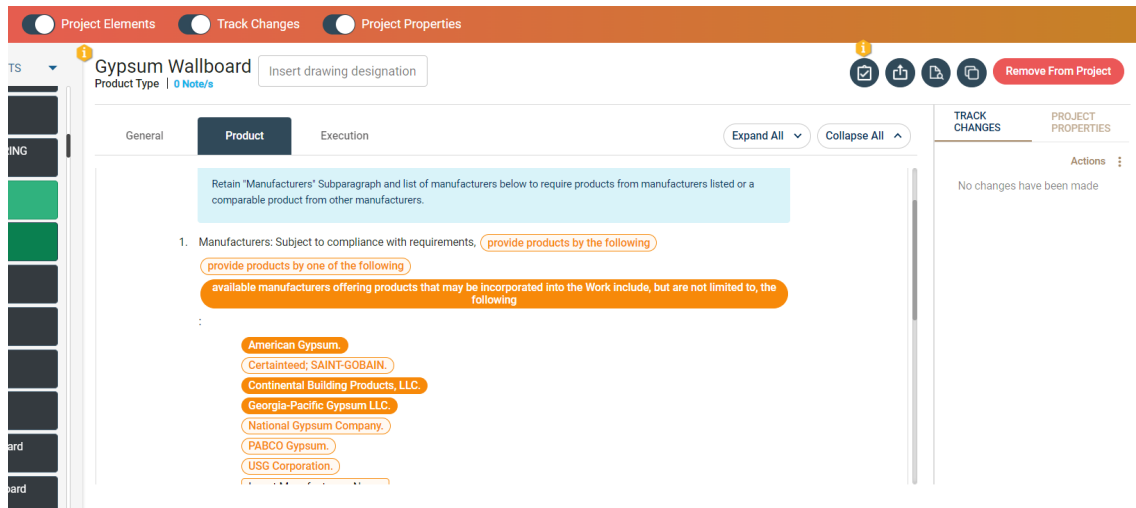 Project Elements
Track Changes
Project Properties
TS
ING
ard
oard
Gypsum Wallboard
Insert drawing designation
Product Type | 0 Note/s
Remove From Project
General
Product
Execution
Expand All
Collapse All
Retain "Manufacturers" Subparagraph and list of manufacturers below to require products from manufacturers listed or a
comparable product from other manufacturers.
1. Manufacturers: Subject to compliance with requirements, provide products by the following
provide products by one of the following
available manufacturers offering products that may be incorporated into the Work include, but are not limited to, the
following
:
American Gypsum.
Certainteed; SAINT-GOBAIN.
Continental Building Products, LLC.
Georgia-Pacific Gypsum LLC.
National Gypsum Company.
PABCO Gypsum.
USG Corporation.
TRACK
CHANGES
PROJECT
PROPERTIES
Actions
No changes have been made